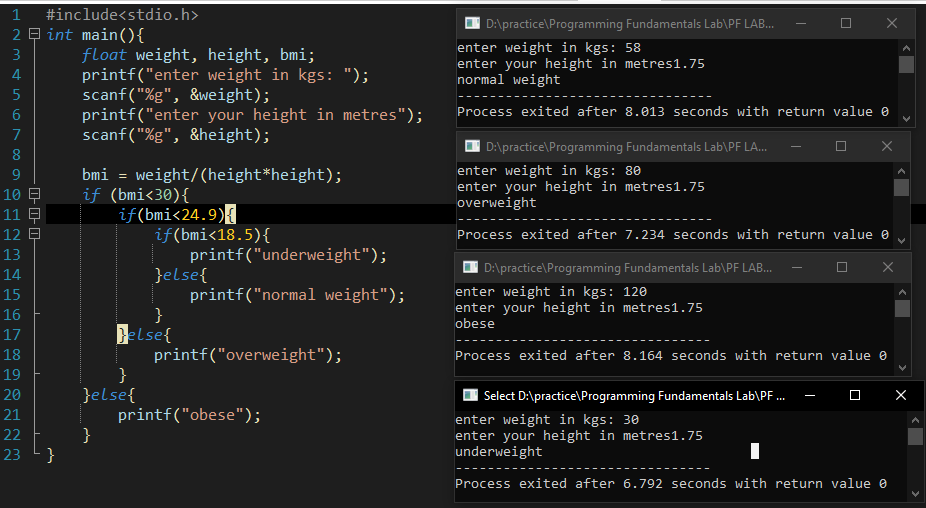 1 #include<stdio.h>
2 int main(){
3 float weight, height, bmi;
4 printf("enter weight in kgs: ");
5 scanf("%g", &weight);
6 printf("enter your height in metres");
7 scanf("%g", &height);
8
9 bmi = weight/(height*height);
10 if (bmi<30){
11 if(bmi<24.9){
12 if(bmi<18.5){
13 printf("underweight");
14 }else{
15 printf("normal weight");
16 }
17 }else{
18 printf("overweight");
19 }
20 }else{
21 printf("obese");
22 }
23 }
D:\practice\Programming Fundamentals Lab\PF LAB...
enter weight in kgs: 58
enter your height in metres1.75
normal weight
--------------------------------
Process exited after 8.013 seconds with return value 0
D:\practice\Programming Fundamentals Lab\PF LA...
enter weight in kgs: 80
enter your height in metres1.75
overweight
--------------------------------
Process exited after 7.234 seconds with return value 0
D:\practice\Programming Fundamentals Lab\PF LAB...
enter weight in kgs: 120
enter your height in metres1.75
obese
--------------------------------
Process exited after 8.164 seconds with return value 0
Select D:\practice\Programming Fundamentals Lab\PF ...
enter weight in kgs: 30
enter your height in metres1.75
underweight
--------------------------------
Process exited after 6.792 seconds with return value 0